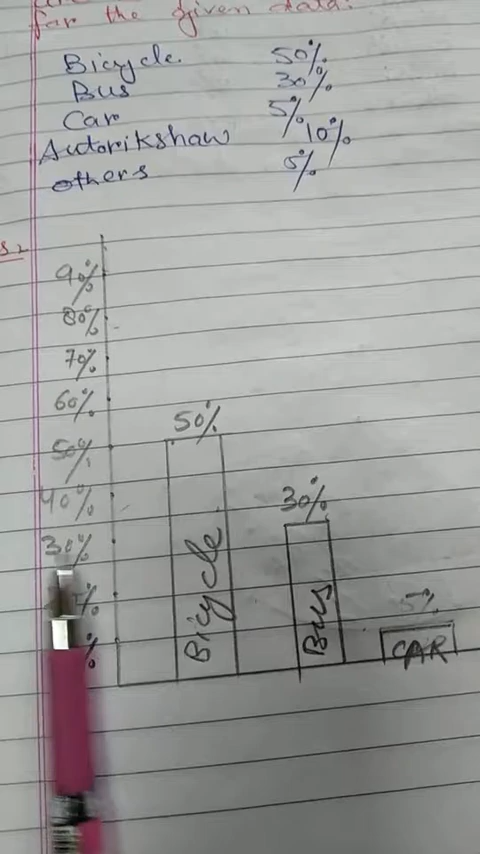 for the given data.
Bicycle 50%
Bus 30%
Car 5%
Autorikshaw 10%
others 5%
90%
80%
70%
60%
50%
40%
30%
50%
30%
5%
Bicycle
Bus
CAR